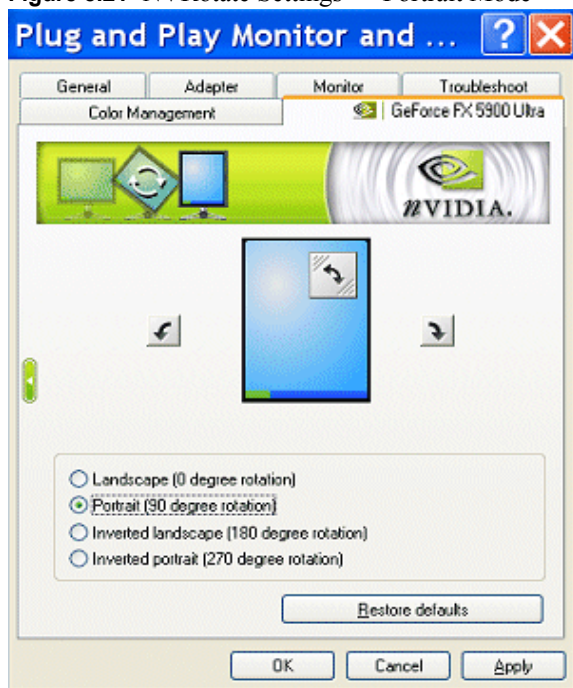 Plug and Play Monitor and ...
General Adapter Monitor Troubleshoot
Color Management GeForce FX 5900 Ultra
nVIDIA.
Landscape (0 degree rotation)
Portrait (90 degree rotation)
Inverted landscape (180 degree rotation)
Inverted portrait (270 degree rotation)
Restore defaults
OK Cancel Apply